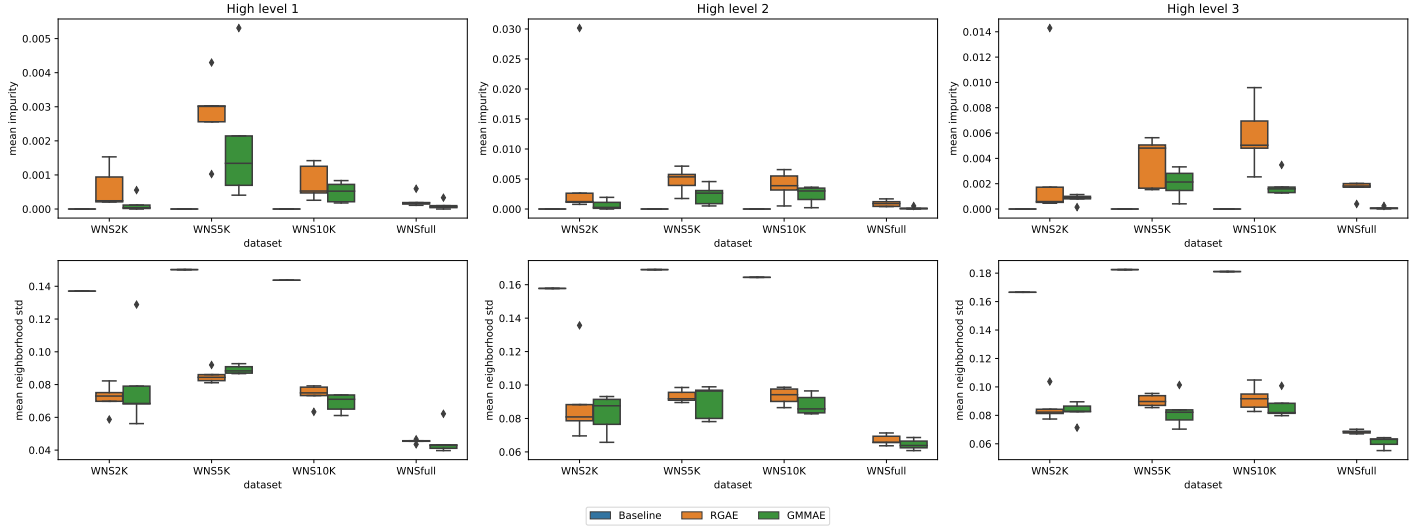 High level 1
High level 2
High level 3
mean impurity
0.005
0.004
0.003
0.002
0.001
0.000
WNS2K WNS5K WNS10K WNSfull
dataset
mean impurity
0.030
0.025
0.020
0.015
0.010
0.005
0.000
WNS2K WNS5K WNS10K WNSfull
dataset
mean impurity
0.014
0.012
0.010
0.008
0.006
0.004
0.002
0.000
WNS2K WNS5K WNS10K WNSfull
dataset
mean neighborhood std
0.14
0.12
0.10
0.08
0.06
0.04
WNS2K WNS5K WNS10K WNSfull
dataset
mean neighborhood std
0.16
0.14
0.12
0.10
0.08
0.06
WNS2K WNS5K WNS10K WNSfull
dataset
mean neighborhood std
0.18
0.16
0.14
0.12
0.10
0.08
0.06
WNS2K WNS5K WNS10K WNSfull
dataset
Baseline RGAE GMMAE